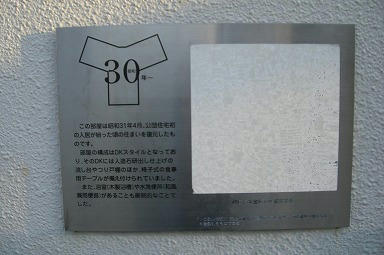 昭和
30年〜
この部屋は昭和31年4月、公団住宅初
の入居が始った頃の住まいを復元したも
のです。
部屋の構成はDKスタイルとなってお
り、そのDKには人造石研出し仕上げの
流し台やつり戸棚のほか、椅子式の食事
用テーブルが備え付けられていました。
また、浴室(木製浴槽)や水洗便所(和風
兼用便器)があることも画期的なことで
した。